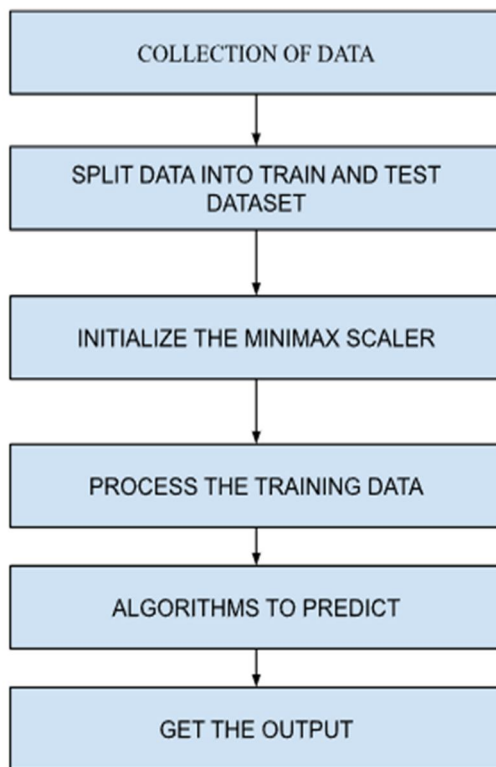 COLLECTION OF DATA
SPLIT DATA INTO TRAIN AND TEST
DATASET
INITIALIZE THE MINIMAX SCALER
PROCESS THE TRAINING DATA
ALGORITHMS TO PREDICT
GET THE OUTPUT